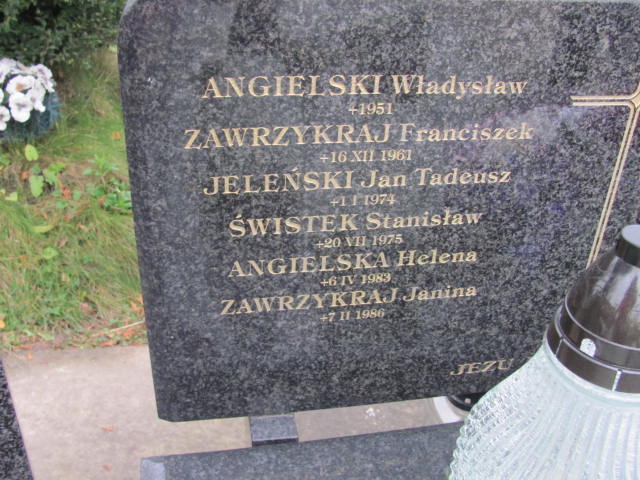 ANGIELSKI Władysław
+1951
ZAWRZYKRAJ Franciszek
+16 XII 1961
JELEŃSKI Jan Tadeusz
+1 I 1974
ŚWISTEK Stanisław
+20 VII 1975
ANGIELSKA Helena
+6 IV 1983
ZAWRZYKRAJ Janina
+7 II 1986
JEZU